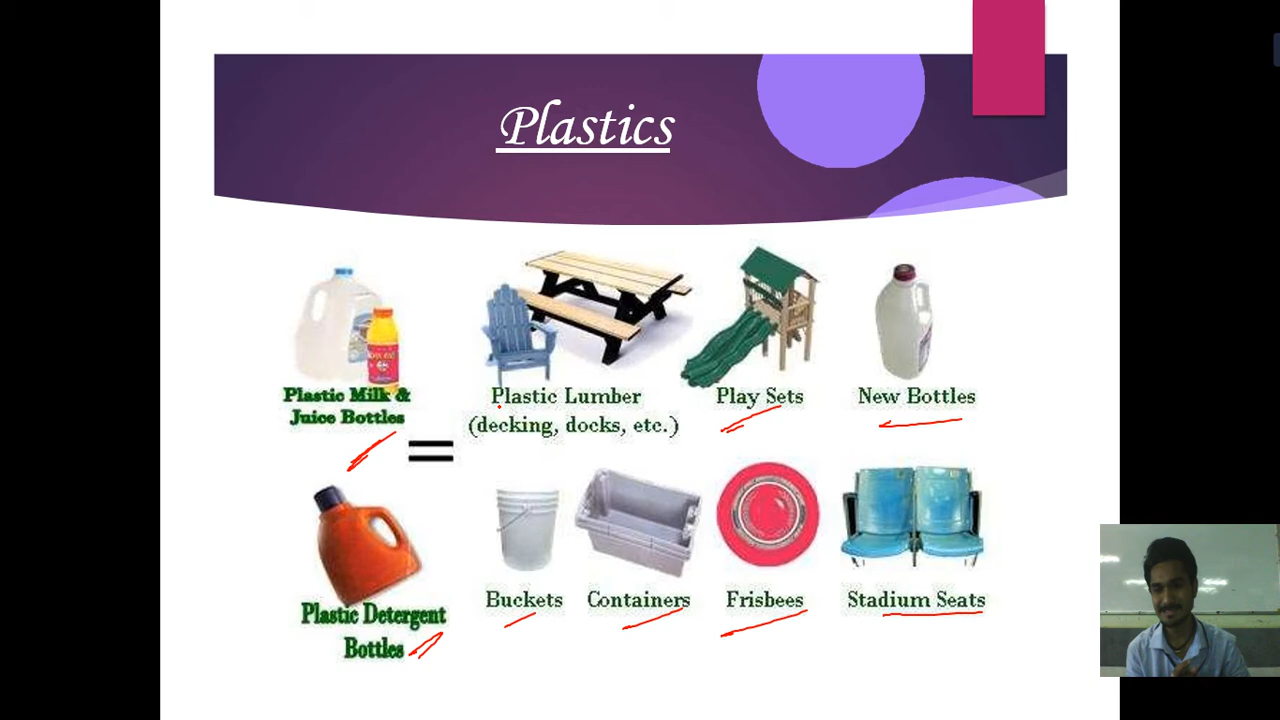 Plastics
Plastic Milk &
Juice Bottles
=
Plastic Lumber
(decking, docks, etc.)
Play Sets
New Bottles
Plastic Detergent
Bottles
Buckets
Containers
Frisbees
Stadium Seats